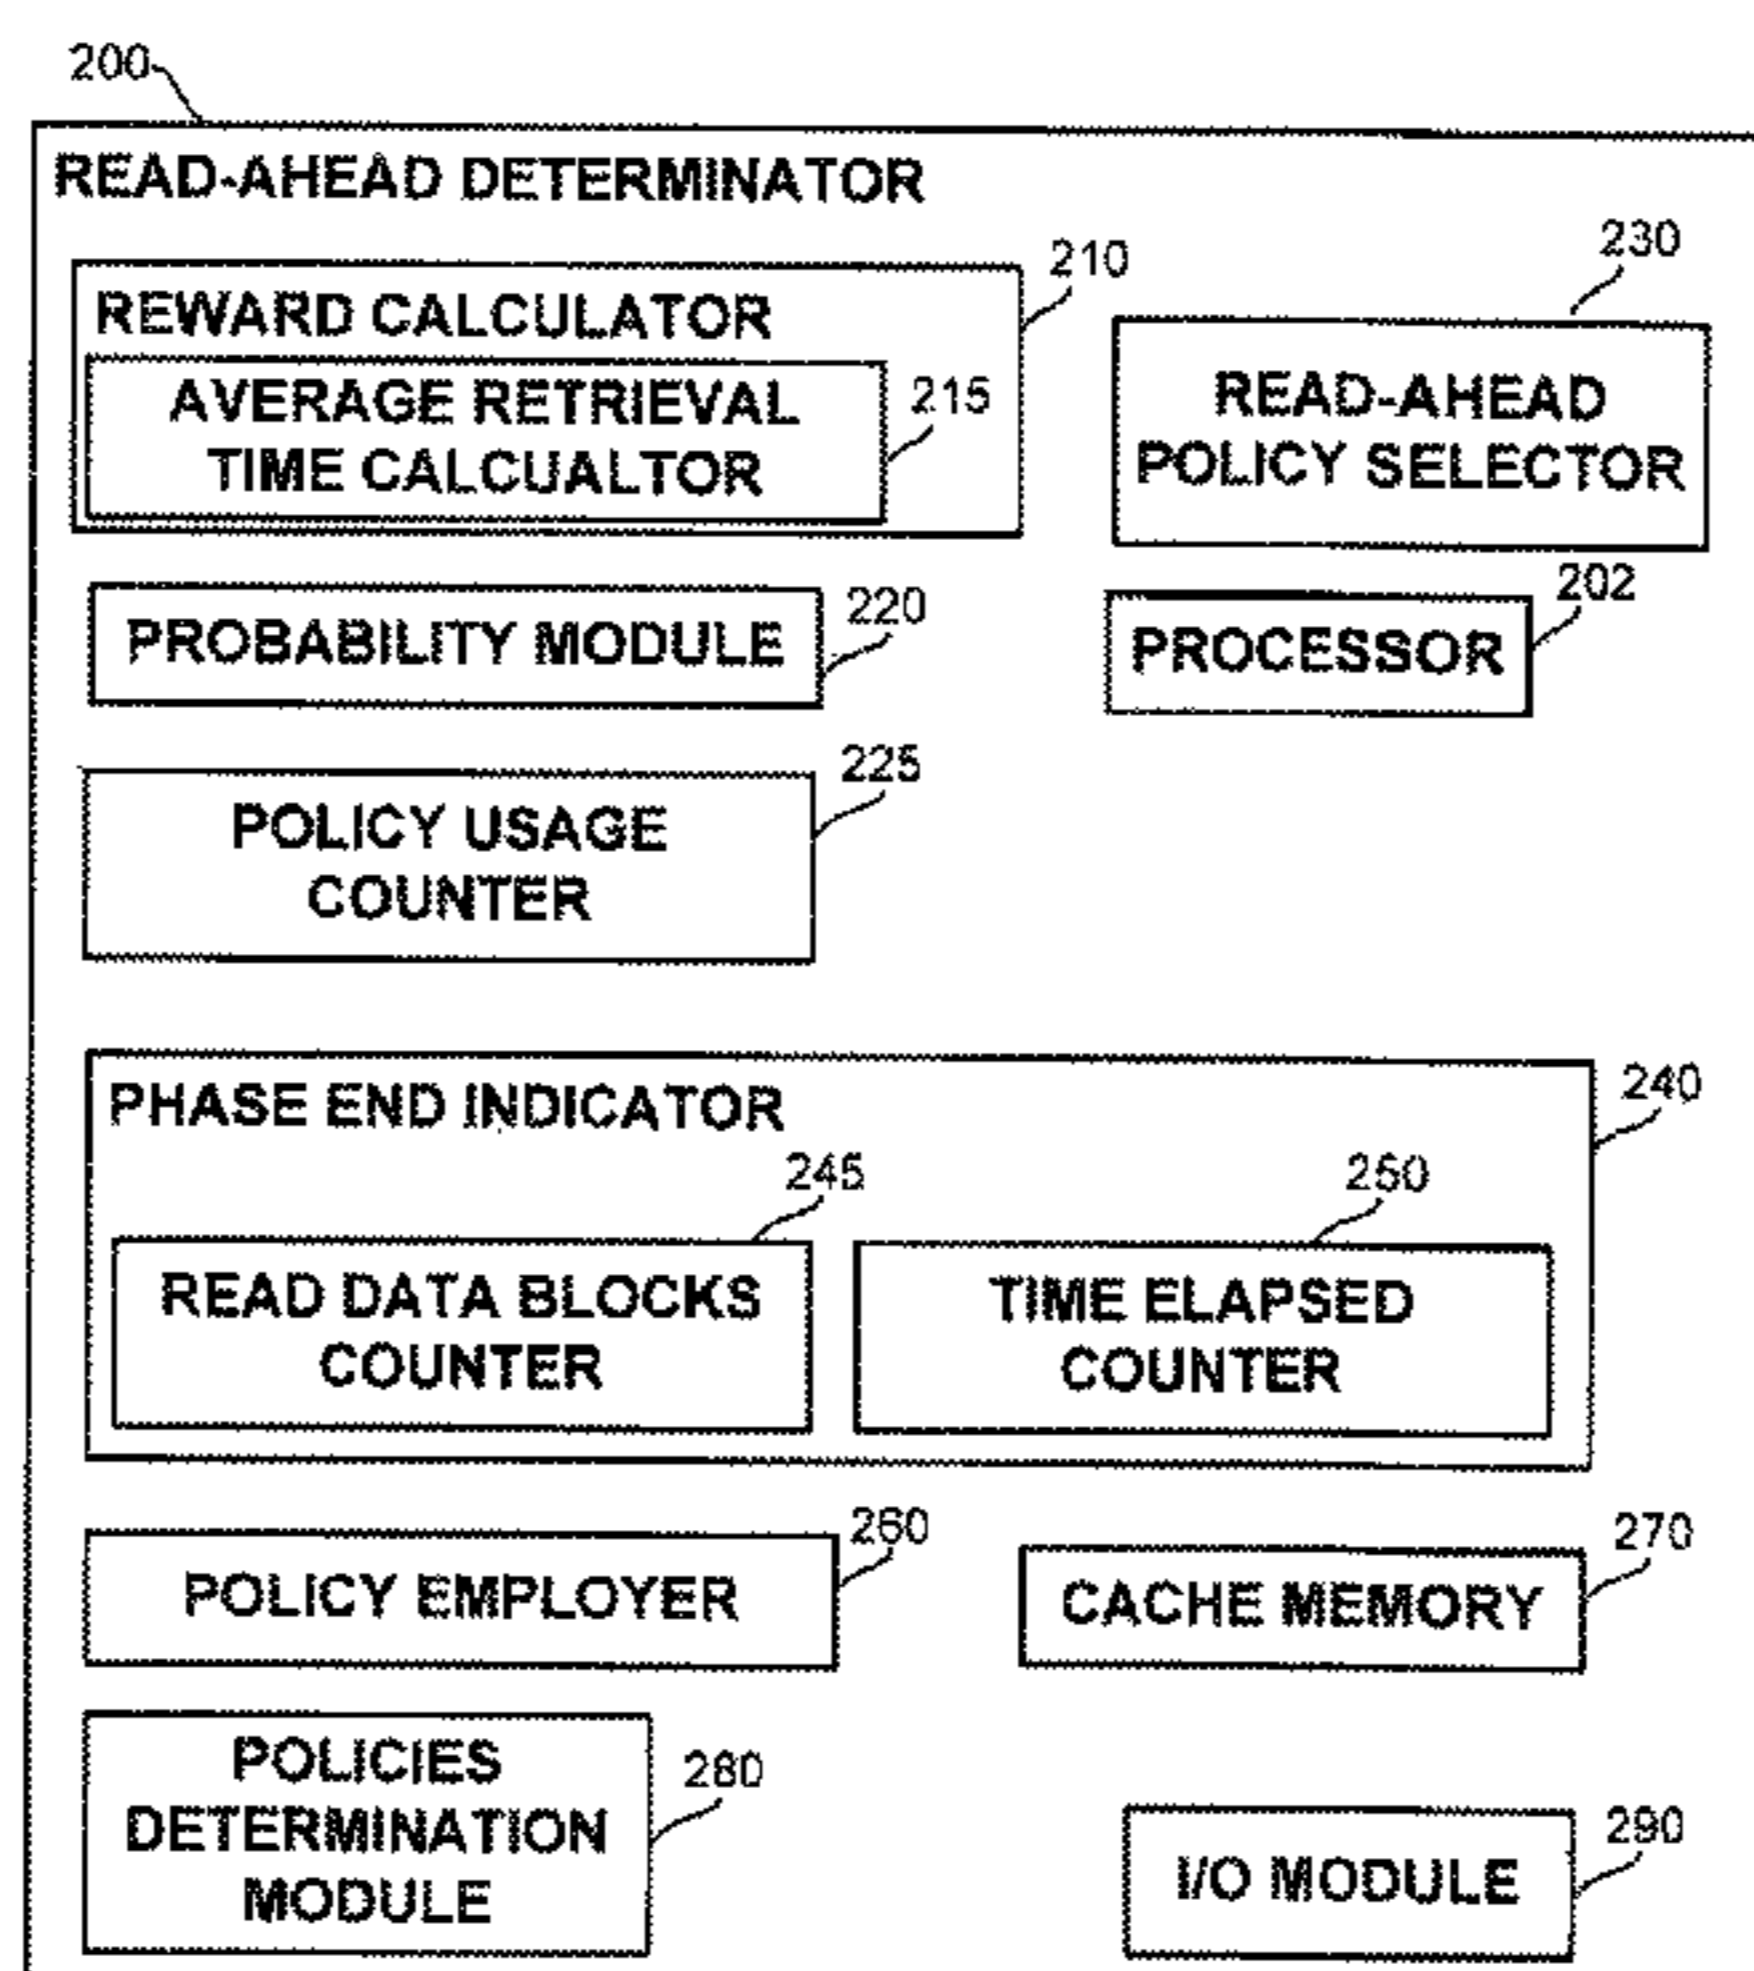 200
READ-AHEAD DETERMINATOR
210
230
REWARD CALCULATOR
AVERAGE RETRIEVAL
TIME CALCUALTOR
215
READ-AHEAD
POLICY SELECTOR
220
202
PROBABILITY MODULE
PROCESSOR
225
POLICY USAGE
COUNTER
240
PHASE END INDICATOR
245
250
READ DATA BLOCKS
COUNTER
TIME ELAPSED
COUNTER
260
270
POLICY EMPLOYER
CACHE MEMORY
POLICIES
DETERMINATION
MODULE
280
290
I/O MODULE